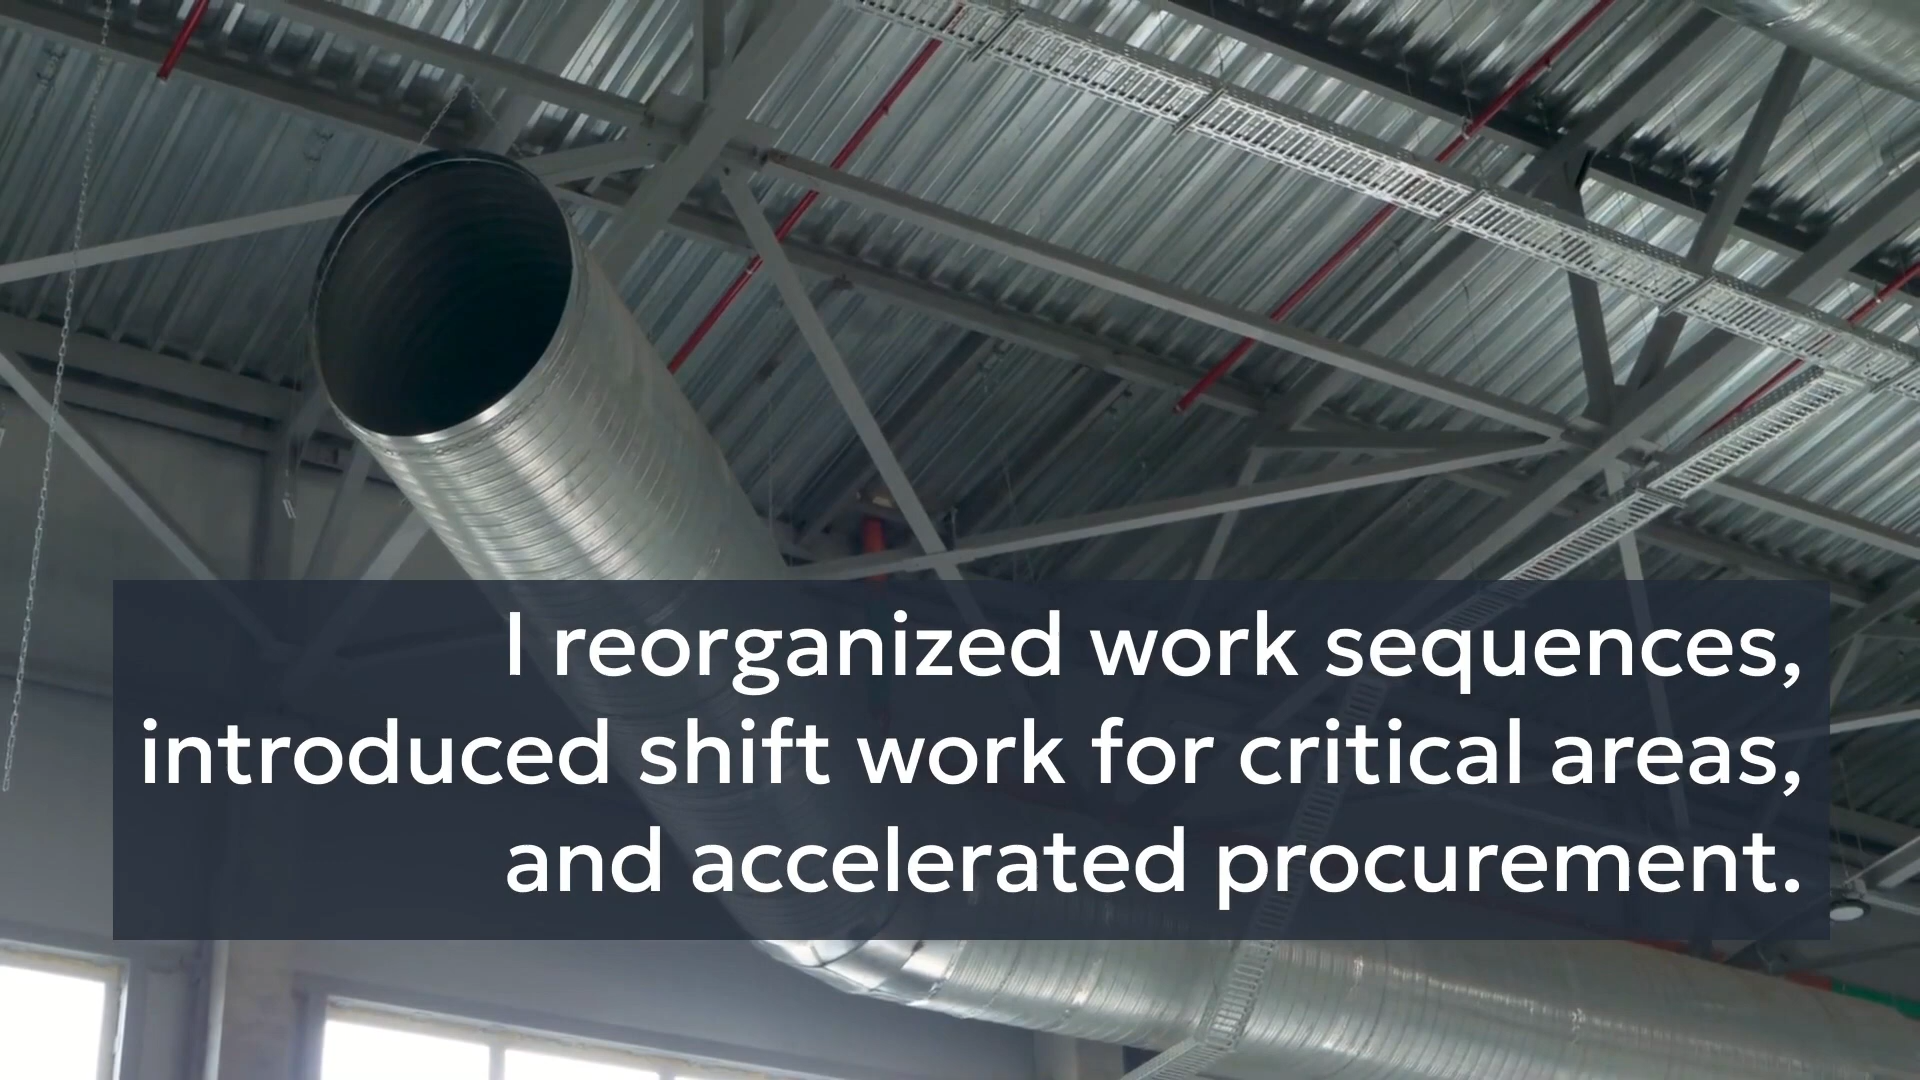 I reorganized work sequences,
introduced shift work for critical areas,
and accelerated procurement.